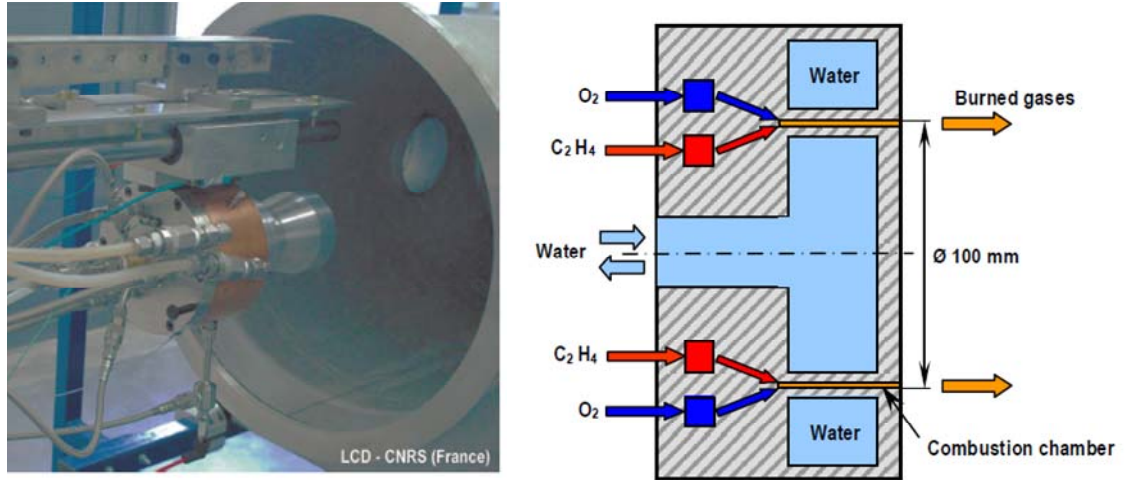 LCD - CNRS (France)
Water
O₂
Burned gases
C₂ H₄
Water
Ø 100 mm
C₂ H₄
O₂
Water
Combustion chamber